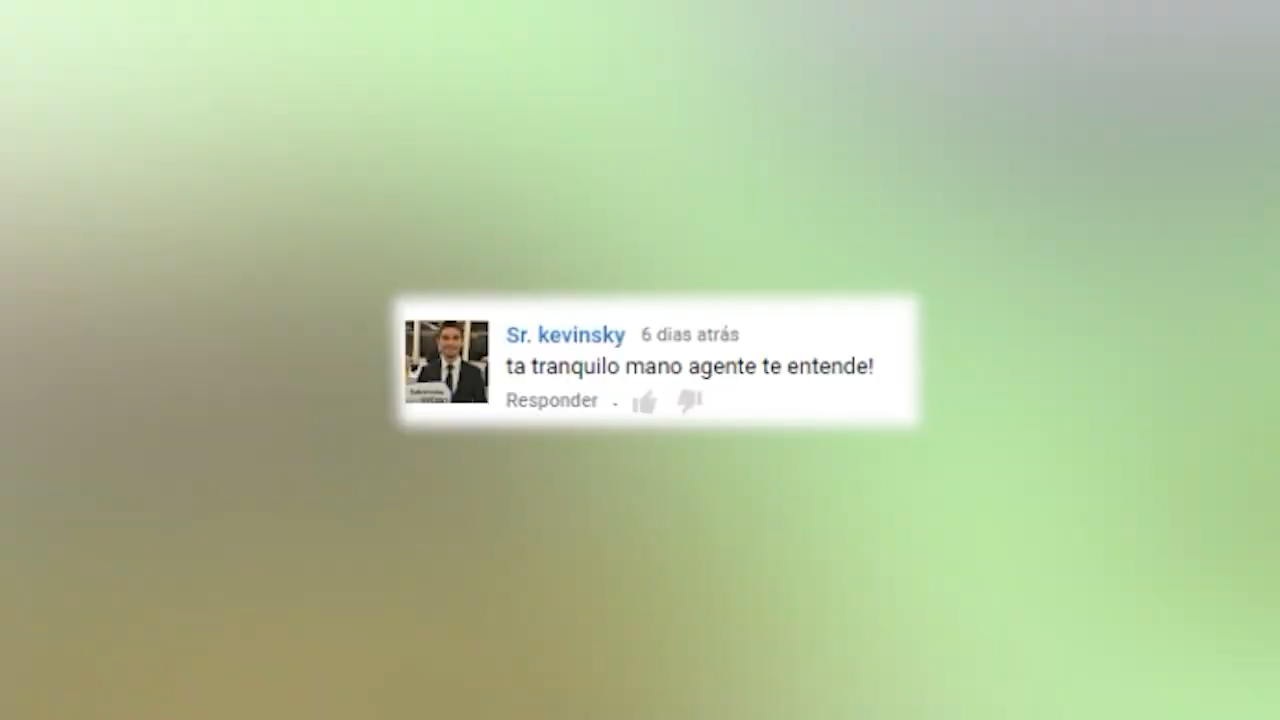 Sr. kevinsky 6 dias atrás
ta tranquilo mano agente te entende!
Responder .